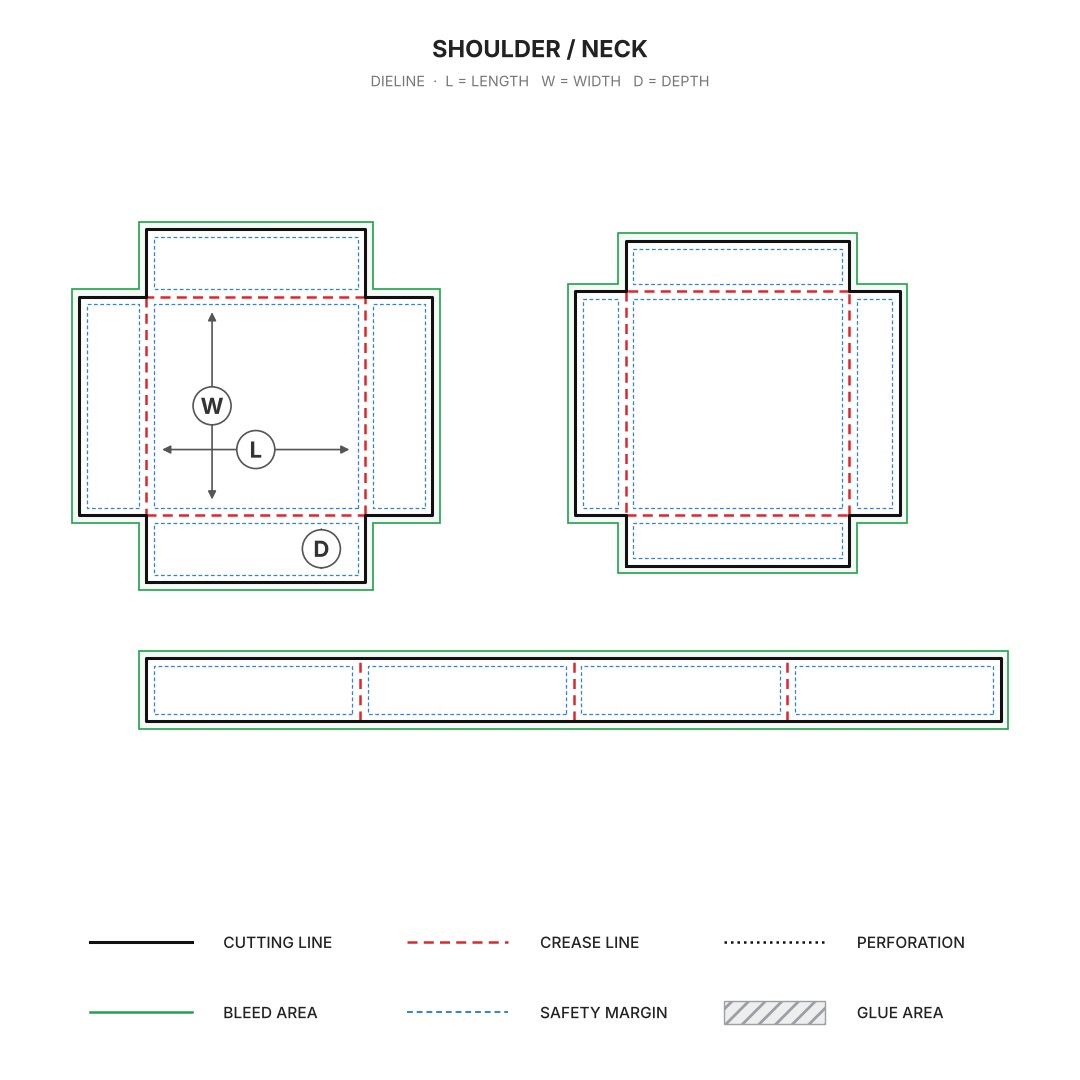 SHOULDER / NECK
DIELINE · L = LENGTH W = WIDTH D = DEPTH
W
L
D
CUTTING LINE
CREASE LINE
PERFORATION
BLEED AREA
SAFETY MARGIN
GLUE AREA